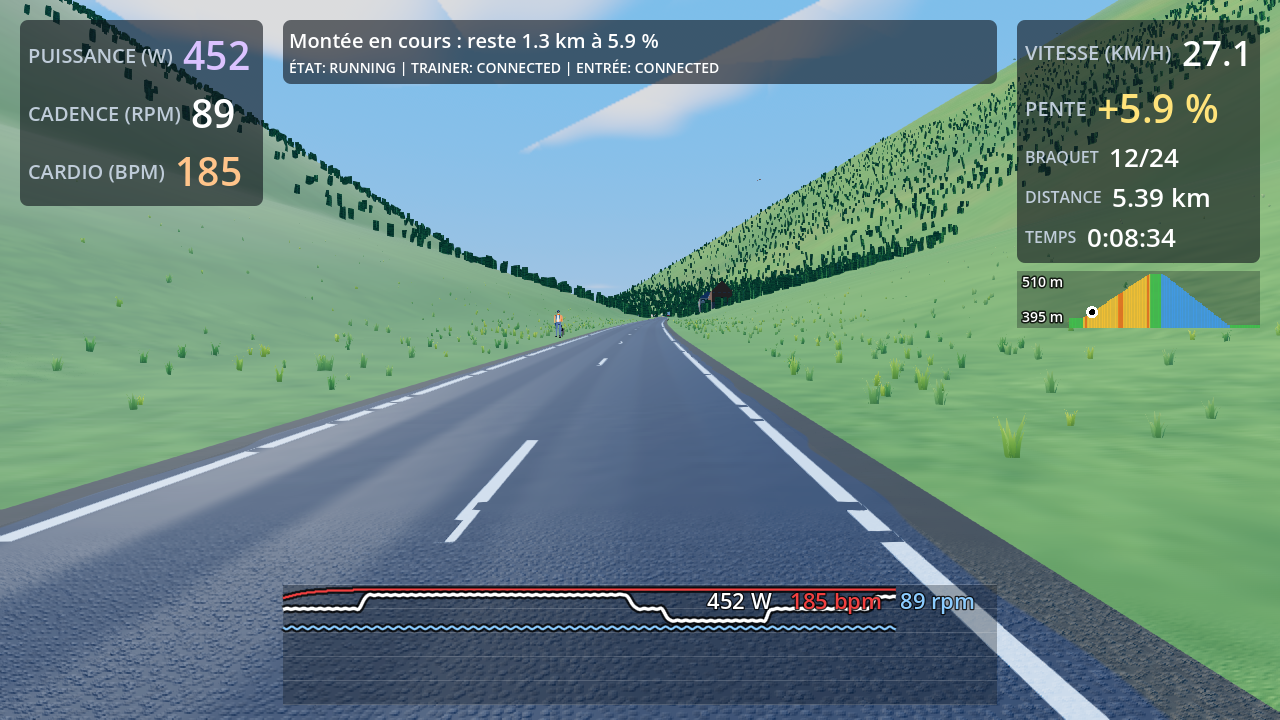 PUISSANCE (W) 452
CADENCE (RPM) 89
CARDIO (BPM) 185
Montée en cours : reste 1.3 km à 5.9 %
ÉTAT: RUNNING | TRAINER: CONNECTED | ENTRÉE: CONNECTED
VITESSE (KM/H) 27.1
PENTE +5.9 %
BRAQUET 12/24
DISTANCE 5.39 km
TEMPS 0:08:34
510 m
395 m
452 W 185 bpm 89 rpm